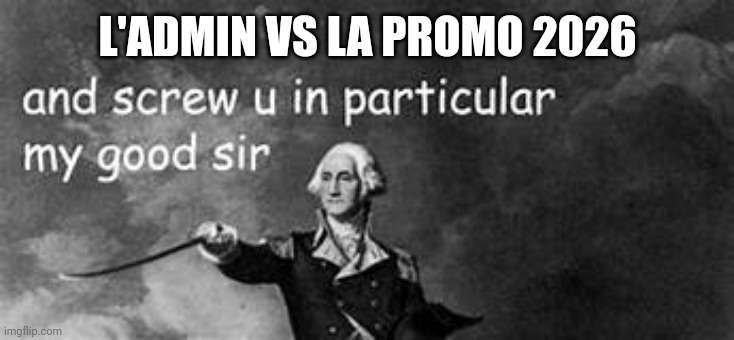 L'ADMIN VS LA PROMO 2026
and screw u in particular
my good sir
imgflip.com